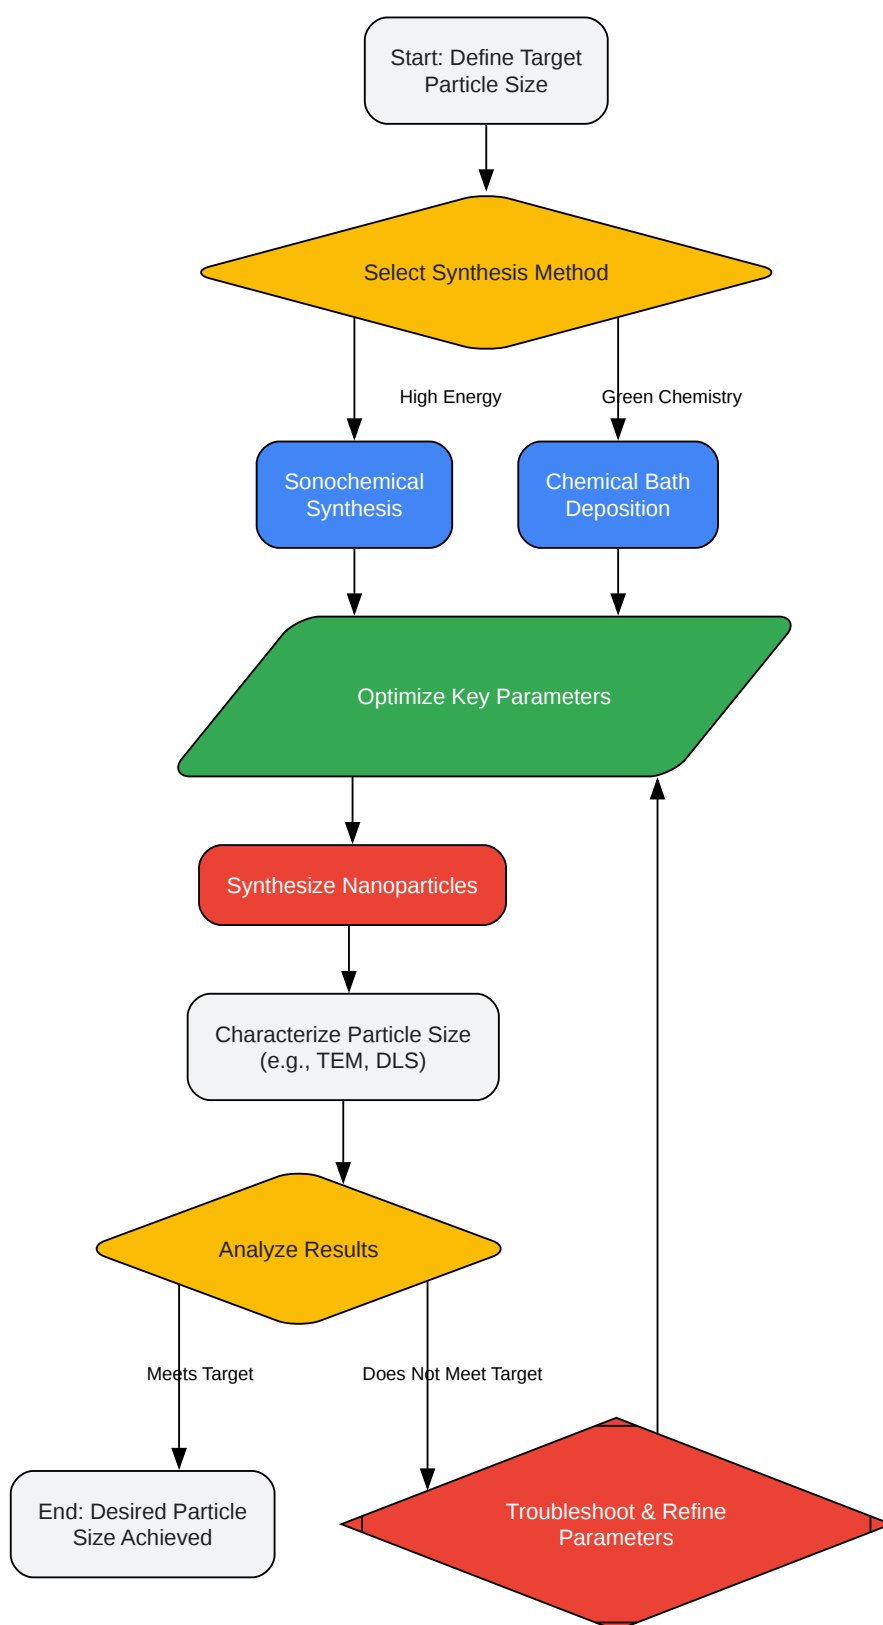 Start: Define Target
Particle Size
Select Synthesis Method
High Energy
Green Chemistry
Sonochemical
Synthesis
Chemical Bath
Deposition
Optimize Key Parameters
Synthesize Nanoparticles
Characterize Particle Size
(e.g., TEM, DLS)
Analyze Results
Meets Target
Does Not Meet Target
End: Desired Particle
Size Achieved
Troubleshoot & Refine
Parameters